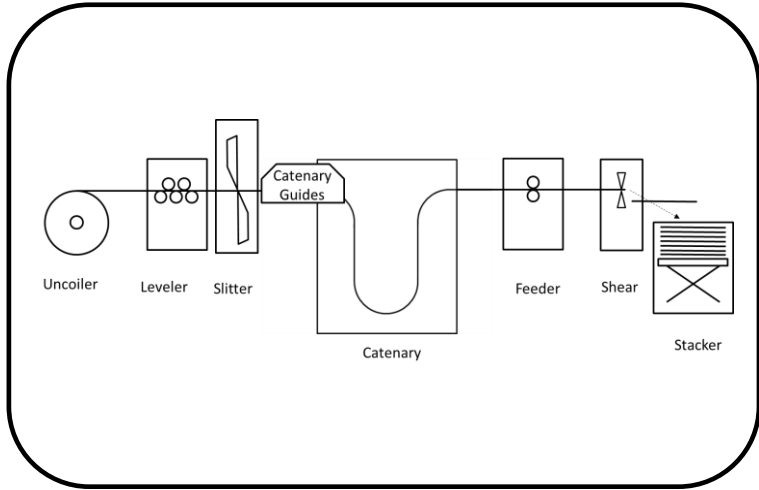 Catenary
Guides
Uncoiler
Leveler
Slitter
Feeder
Shear
Stacker
Catenary